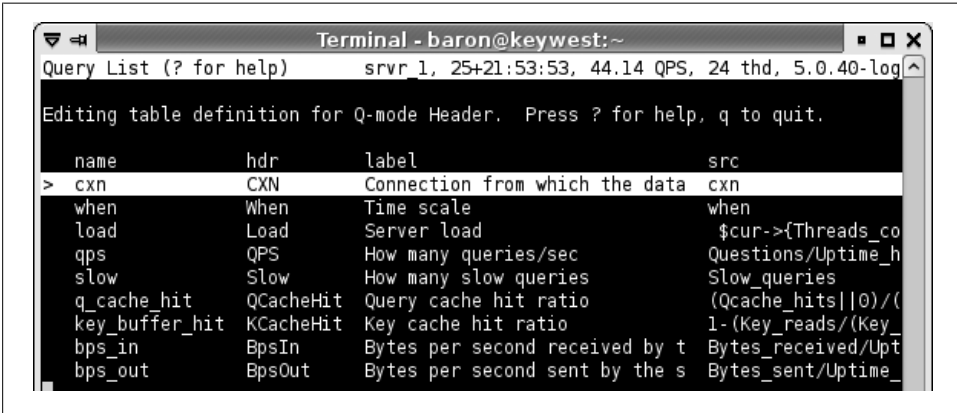 Terminal - baron@keywest:~
Query List (? for help) srvr_1, 25+21:53:53, 44.14 QPS, 24 thd, 5.0.40-log
Editing table definition for Q-mode Header. Press ? for help, q to quit.
name hdr label src
> cxn CXN Connection from which the data cxn
when When Time scale when
load Load Server load $cur->{Threads_co
qps QPS How many queries/sec Questions/Uptime_h
slow Slow How many slow queries Slow_queries
q_cache_hit QCacheHit Query cache hit ratio (Qcache_hits||0)/(
key_buffer_hit KCacheHit Key cache hit ratio 1-(Key_reads/(Key_
bps_in BpsIn Bytes per second received by t Bytes_received/Upt
bps_out BpsOut Bytes per second sent by the s Bytes_sent/Uptime_